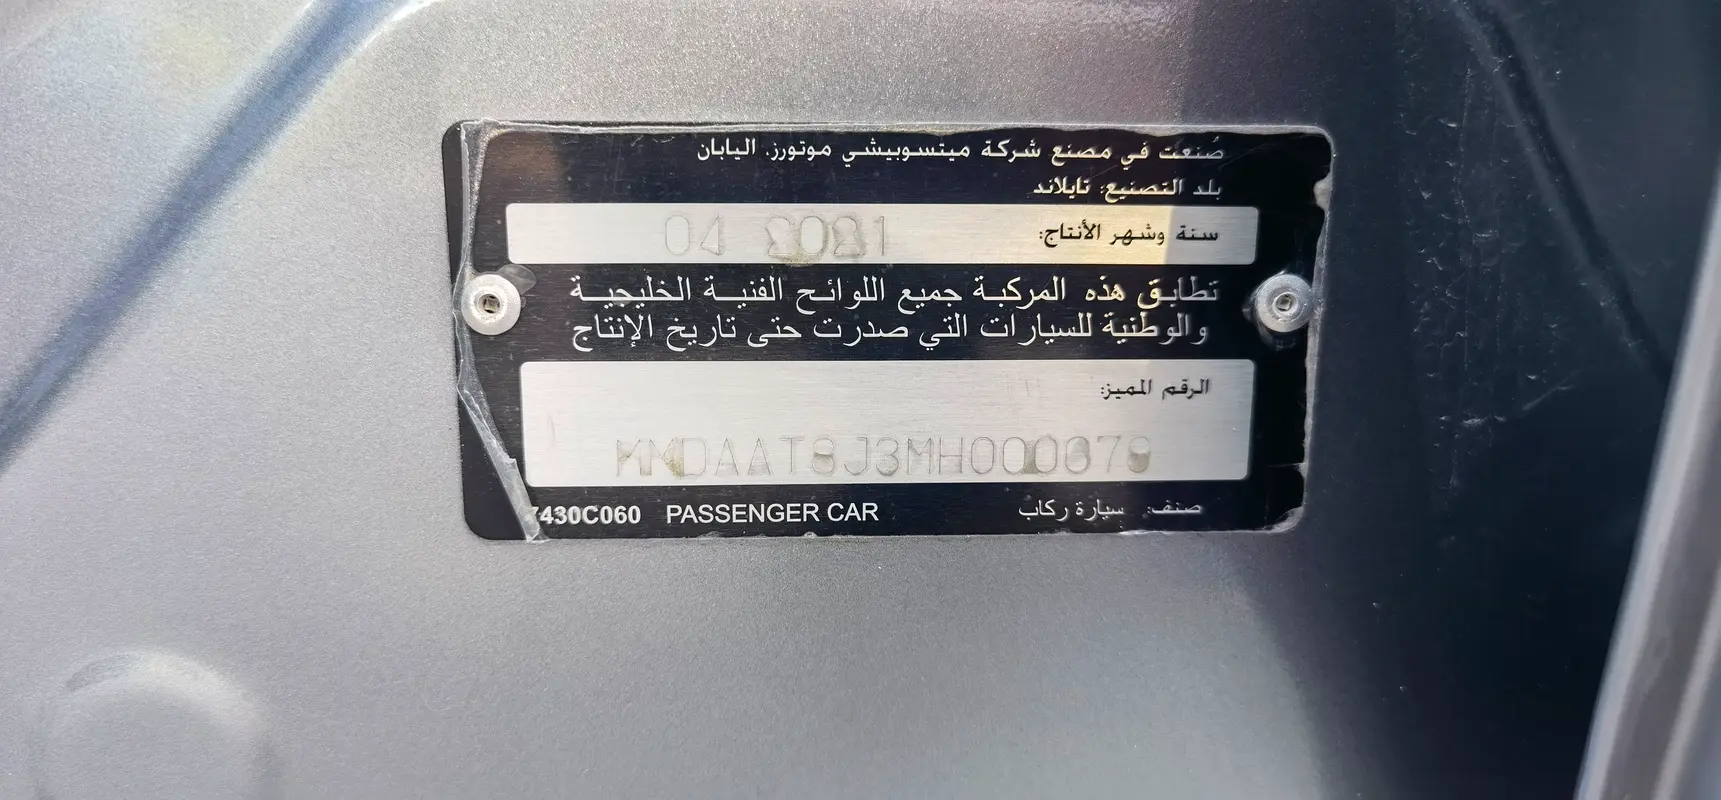 صُنعت في مصنع شركة ميتسوبيشي موتورز. اليابان
بلد التصنيع: تايلاند
سنة وشهر الأنتاج: 04 2021
تطابق هذه المركبة جميع اللوائح الفنية الخليجية
والوطنية للسيارات التي صدرت حتى تاريخ الإنتاج
الرقم المميز:
صنف: سيارة ركاب PASSENGER CAR 7430C060